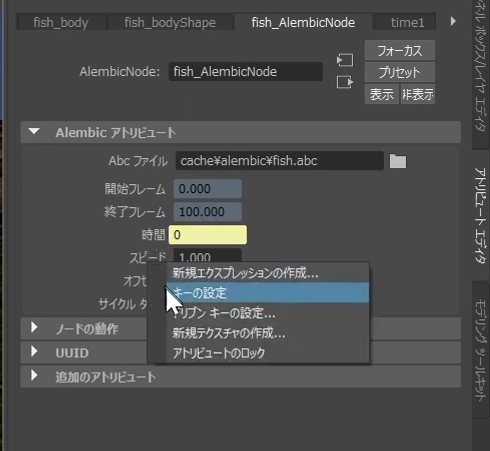 fish_body fish_bodyShape fish_AlembicNode time1
フォーカス
AlembicNode: fish_AlembicNode プリセット
表示 非表示
Alembic アトリビュート
Abc ファイル cache¥alembic¥fish.abc
開始フレーム 0.000
終了フレーム 100.000
時間 0
スピード 1.000
新規エクスプレッションの作成...
キーの設定
ドリブン キーの設定...
新規テクスチャの作成...
アトリビュートのロック
オフセ
サイクル タ
ノードの動作
UUID
追加のアトリビュート
ネル ボックス/レイヤ エディタ
アトリビュート エディタ
モデリング ツールキット